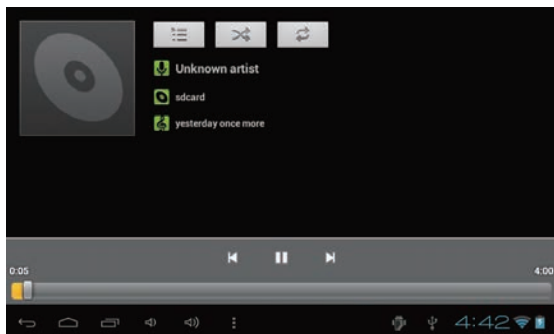 Unknown artist
sdcard
yesterday once more
0:05
4:00
4:42